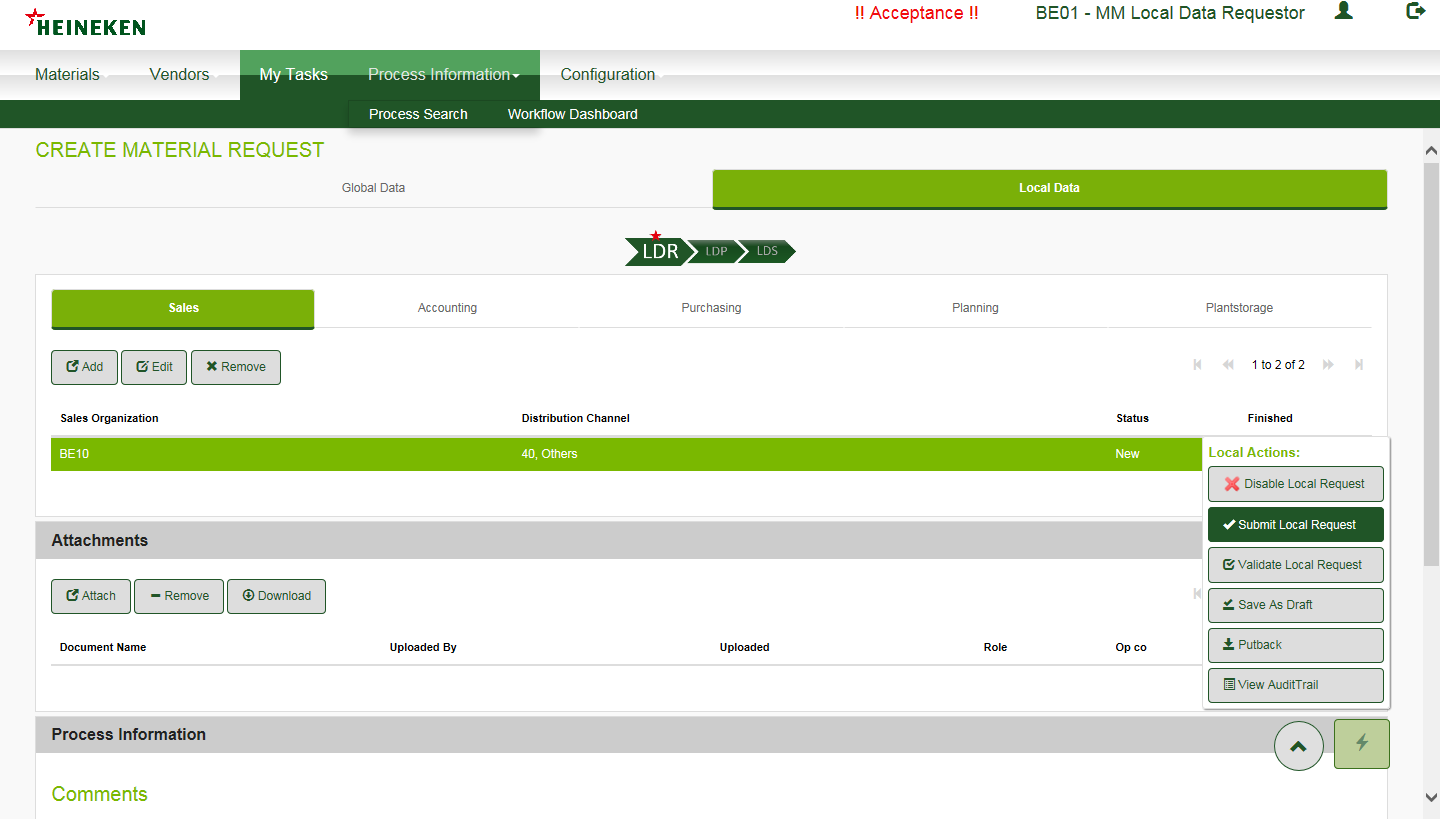 HEINEKEN
!! Acceptance !!
BE01 - MM Local Data Requestor
Materials
Vendors
My Tasks
Process Information
Configuration
Process Search
Workflow Dashboard
CREATE MATERIAL REQUEST
Global Data
Local Data
LDR
LDP
LDS
Sales
Accounting
Purchasing
Planning
Plantstorage
Add
Edit
Remove
1 to 2 of 2
Sales Organization
Distribution Channel
Status
Finished
BE10
40, Others
New
Local Actions:
Disable Local Request
Submit Local Request
Validate Local Request
Save As Draft
Putback
View AuditTrail
Attachments
Attach
Remove
Download
Document Name
Uploaded By
Uploaded
Role
Op co
Process Information
Comments